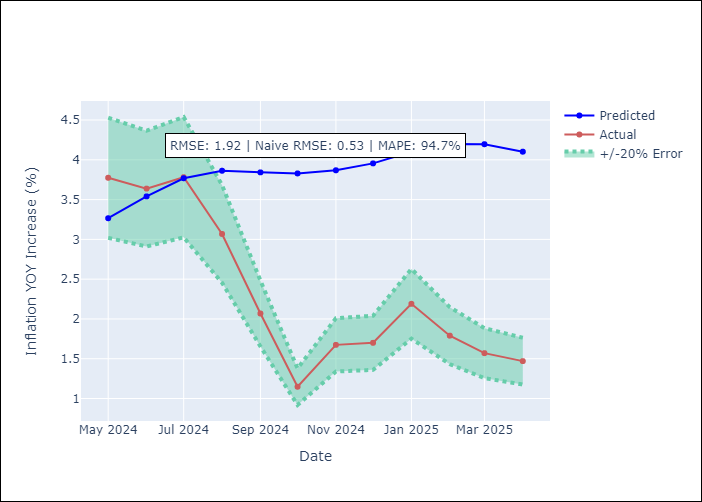 RMSE: 1.92 | Naive RMSE: 0.53 | MAPE: 94.7%
Predicted
Actual
+/-20% Error
Inflation YOY Increase (%)
4.5
4
3.5
3
2.5
2
1.5
1
May 2024 Jul 2024 Sep 2024 Nov 2024 Jan 2025 Mar 2025
Date